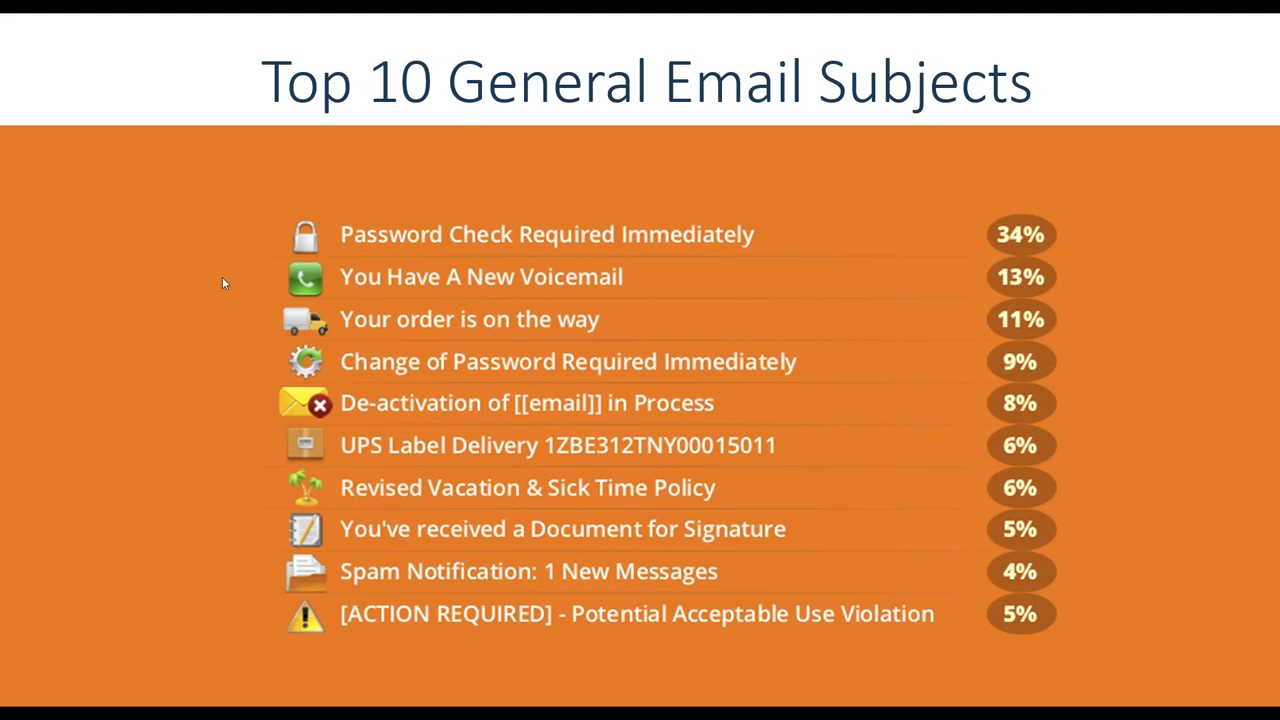 Top 10 General Email Subjects
Password Check Required Immediately 34%
You Have A New Voicemail 13%
Your order is on the way 11%
Change of Password Required Immediately 9%
De-activation of [[email]] in Process 8%
UPS Label Delivery 1ZBE312TNY00015011 6%
Revised Vacation & Sick Time Policy 6%
You've received a Document for Signature 5%
Spam Notification: 1 New Messages 4%
[ACTION REQUIRED] - Potential Acceptable Use Violation 5%